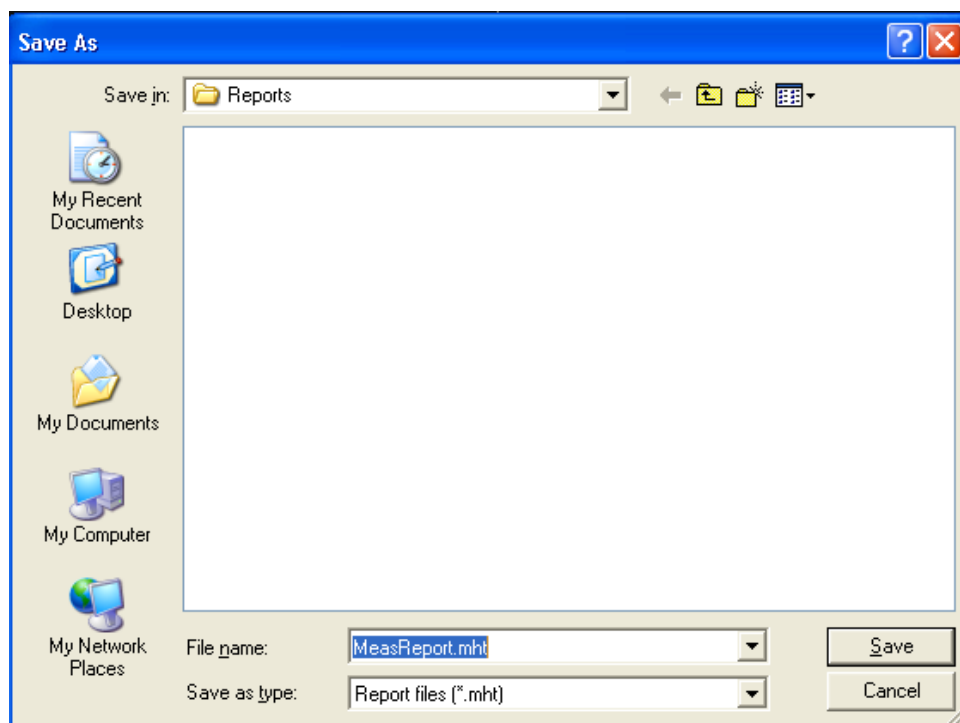 Save As
Save in:
Reports
My Recent
Documents
Desktop
My Documents
My Computer
My Network
Places
File name:
MeasReport.mht
Save
Save as type:
Report files (*.mht)
Cancel